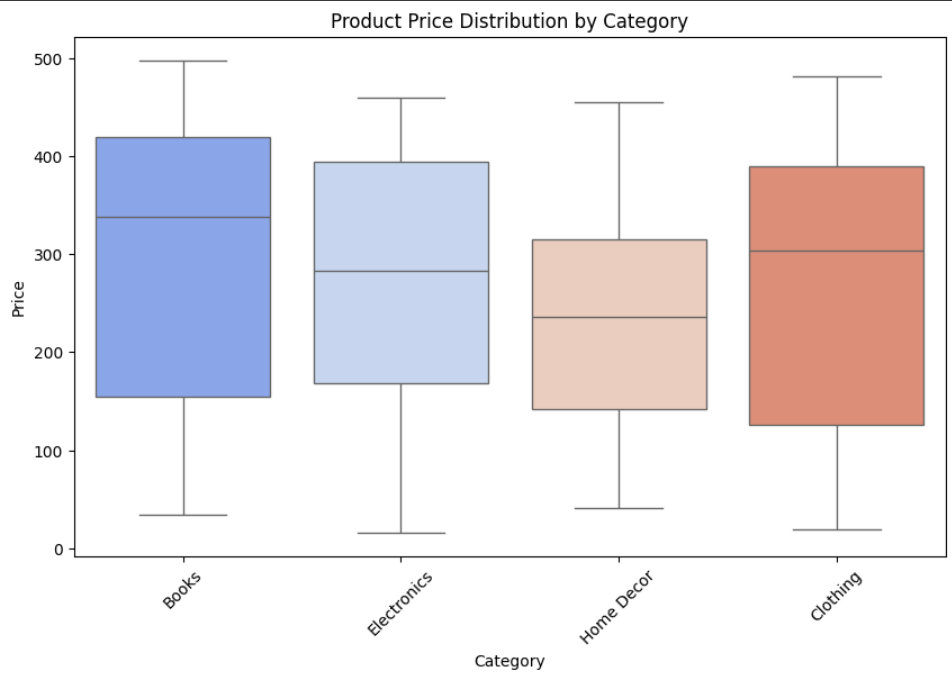 Product Price Distribution by Category
500
400
300
200
100
0
Price
Books
Electronics
Home Decor
Clothing
Category